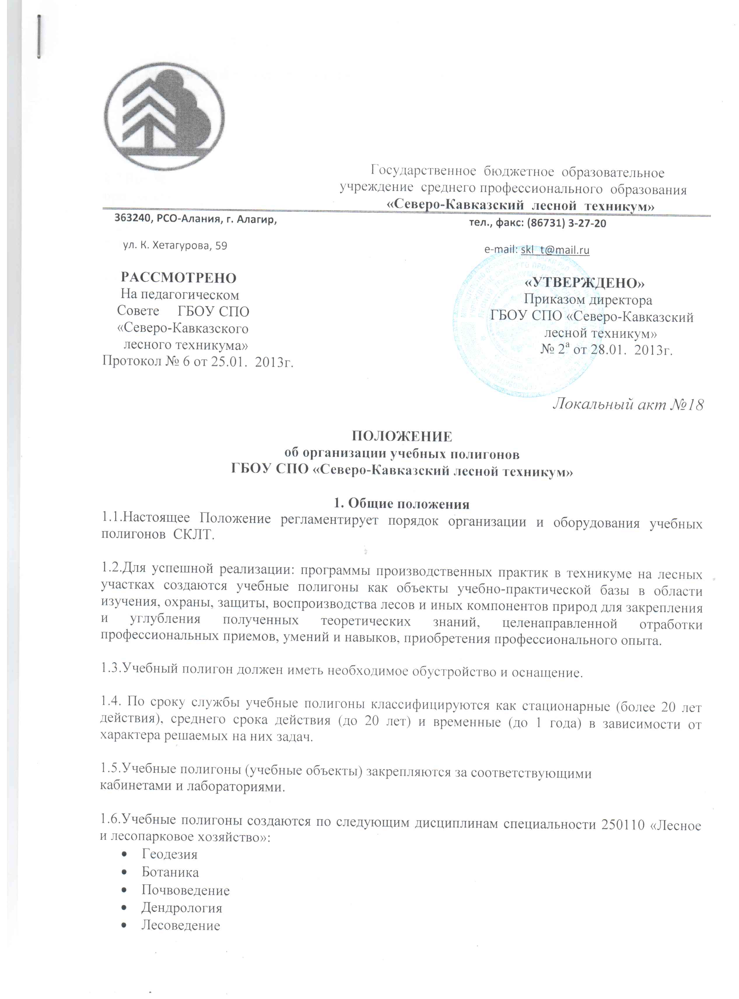 Государственное бюджетное образовательное
учреждение среднего профессионального образования
«Северо-Кавказский лесной техникум»
363240, РСО-Алания, г. Алагир,
тел., факс: (86731) 3-27-20
ул. К. Хетагурова, 59
e-mail: skl_t@mail.ru
РАССМОТРЕНО
На педагогическом
Совете ГБОУ СПО
«Северо-Кавказского
лесного техникума»
Протокол № 6 от 25.01. 2013г.
«УТВЕРЖДЕНО»
Приказом директора
ГБОУ СПО «Северо-Кавказский
лесной техникум»
№ 2ª от 28.01. 2013г.
Локальный акт №18
ПОЛОЖЕНИЕ
об организации учебных полигонов
ГБОУ СПО «Северо-Кавказский лесной техникум»
1. Общие положения
1.1.Настоящее Положение регламентирует порядок организации и оборудования учебных
полигонов СКЛТ.
1.2.Для успешной реализации: программы производственных практик в техникуме на лесных
участках создаются учебные полигоны как объекты учебно-практической базы в области
изучения, охраны, защиты, воспроизводства лесов и иных компонентов природ для закрепления
и углубления полученных теоретических знаний, целенаправленной отработки
профессиональных приемов, умений и навыков, приобретения профессионального опыта.
1.3.Учебный полигон должен иметь необходимое обустройство и оснащение.
1.4. По сроку службы учебные полигоны классифицируются как стационарные (более 20 лет
действия), среднего срока действия (до 20 лет) и временные (до 1 года) в зависимости от
характера решаемых на них задач.
1.5.Учебные полигоны (учебные объекты) закрепляются за соответствующими
кабинетами и лабораториями.
1.6.Учебные полигоны создаются по следующим дисциплинам специальности 250110 «Лесное
и лесопарковое хозяйство»:
• Геодезия
• Ботаника
• Почвоведение
• Дендрология
• Лесоведение